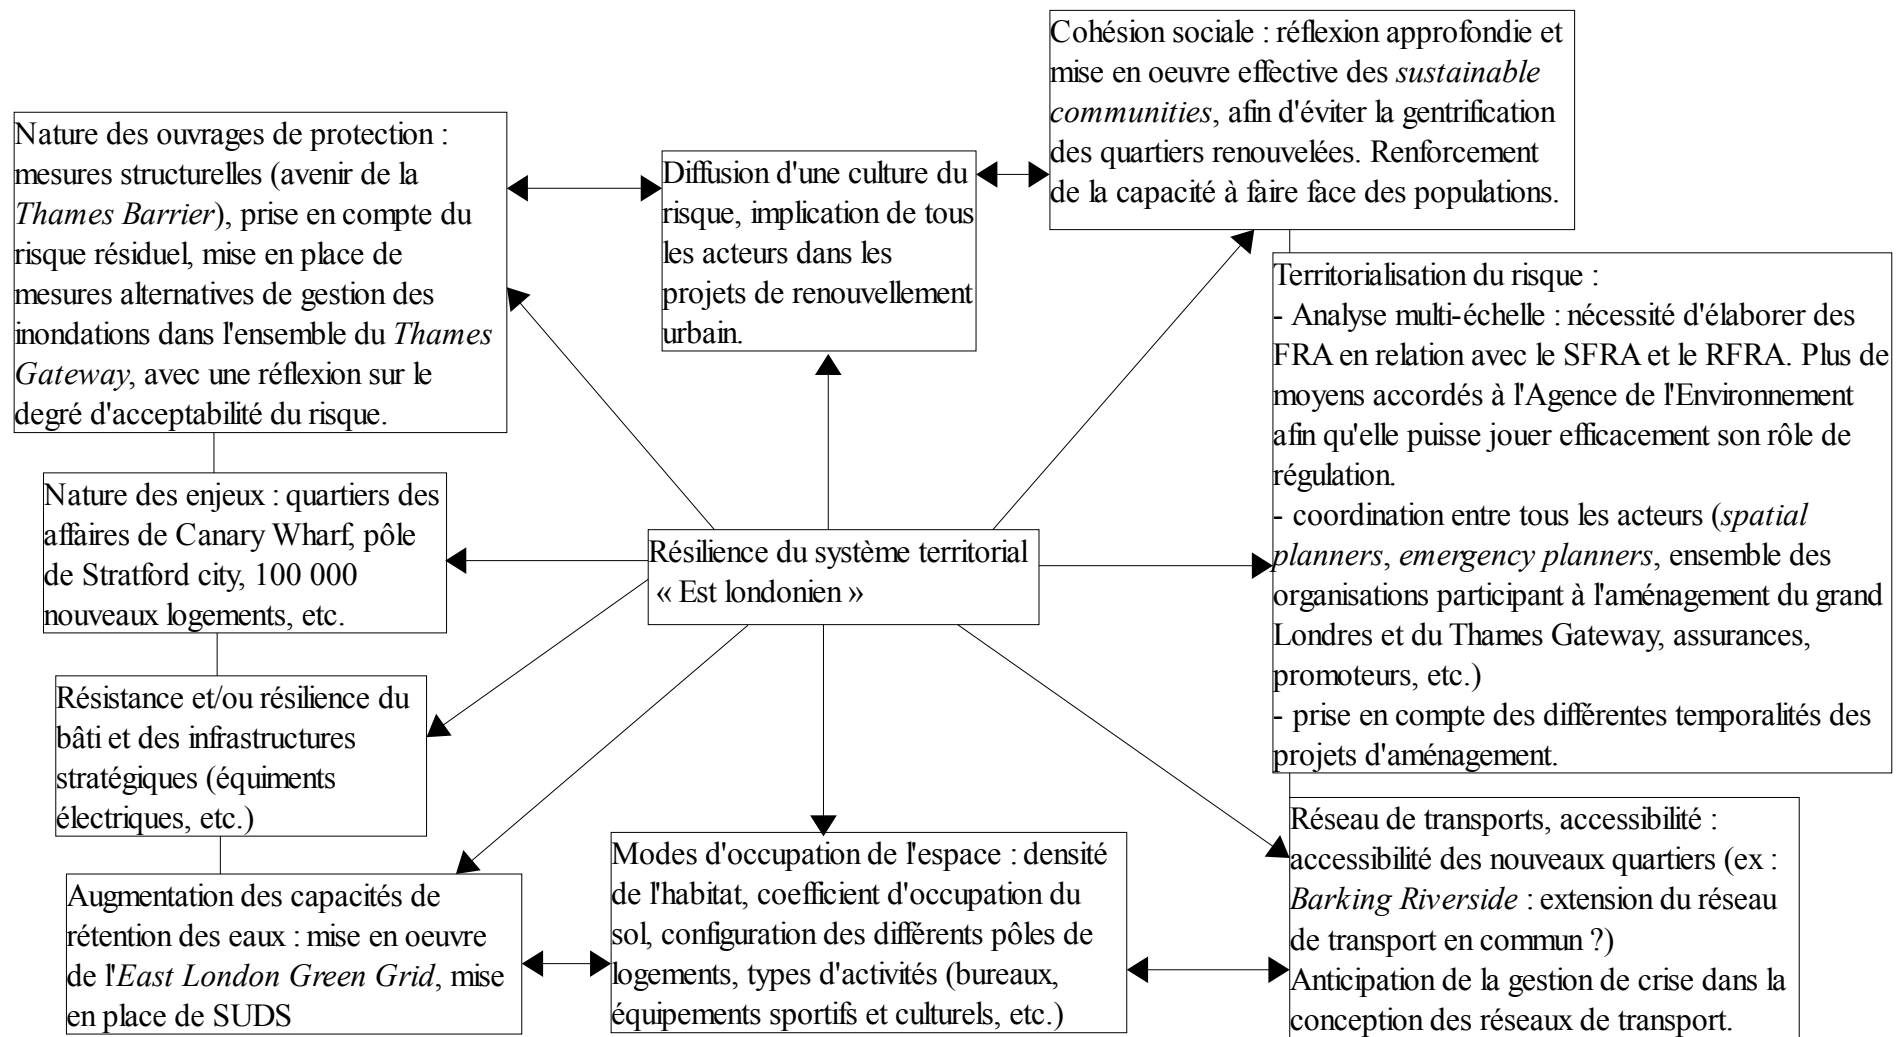 Cohésion sociale : réflexion approfondie et
mise en oeuvre effective des sustainable
communities, afin d'éviter la gentrification
des quartiers renouvelées. Renforcement
de la capacité à faire face des populations.
Nature des ouvrages de protection :
mesures structurelles (avenir de la
Thames Barrier), prise en compte du
risque résiduel, mise en place de
mesures alternatives de gestion des
inondations dans l'ensemble du Thames
Gateway, avec une réflexion sur le
degré d'acceptabilité du risque.
Diffusion d'une culture du
risque, implication de tous
les acteurs dans les
projets de renouvellement
urbain.
Territorialisation du risque :
- Analyse multi-échelle : nécessité d'élaborer des
FRA en relation avec le SFRA et le RFRA. Plus de
moyens accordés à l'Agence de l'Environnement
afin qu'elle puisse jouer efficacement son rôle de
régulation.
- coordination entre tous les acteurs (spatial
planners, emergency planners, ensemble des
organisations participant à l'aménagement du grand
Londres et du Thames Gateway, assurances,
promoteurs, etc.)
- prise en compte des différentes temporalités des
projets d'aménagement.
Nature des enjeux : quartiers des
affaires de Canary Wharf, pôle
de Stratford city, 100 000
nouveaux logements, etc.
Résilience du système territorial
« Est londonien »
Résistance et/ou résilience du
bâti et des infrastructures
stratégiques (équiments
électriques, etc.)
Augmentation des capacités de
rétention des eaux : mise en oeuvre
de l'East London Green Grid, mise
en place de SUDS
Modes d'occupation de l'espace : densité
de l'habitat, coefficient d'occupation du
sol, configuration des différents pôles de
logements, types d'activités (bureaux,
équipements sportifs et culturels, etc.)
Réseau de transports, accessibilité :
accessibilité des nouveaux quartiers (ex :
Barking Riverside : extension du réseau
de transport en commun ?)
Anticipation de la gestion de crise dans la
conception des réseaux de transport.